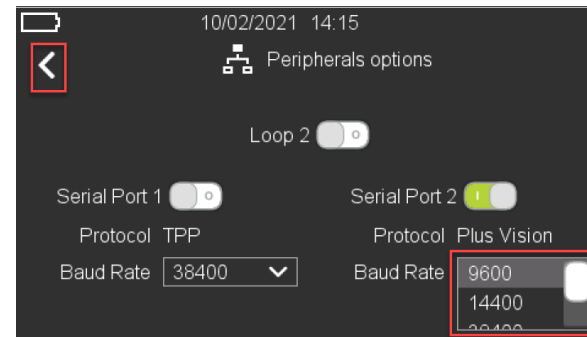 10/02/2021 14:15
Peripherals options
Loop 2
Serial Port 1
Serial Port 2
Protocol TPP
Protocol Plus Vision
Baud Rate 38400
Baud Rate 9600
14400